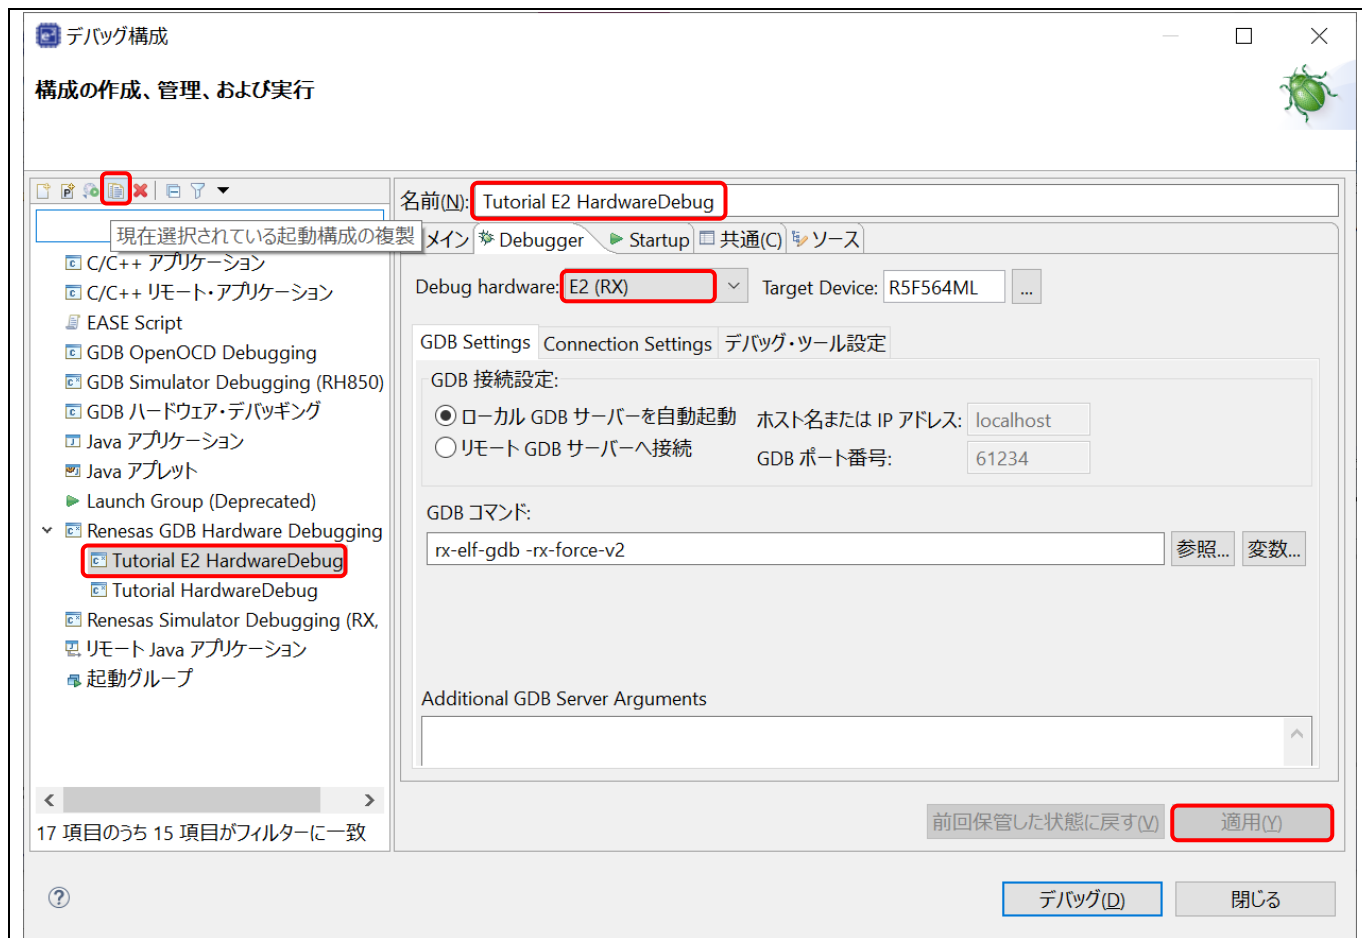 デバッグ構成
構成の作成、管理、および実行
現在選択されている起動構成の複製
C/C++ アプリケーション
C/C++ リモート・アプリケーション
EASE Script
GDB OpenOCD Debugging
GDB Simulator Debugging (RH850)
GDB ハードウェア・デバッギング
Java アプリケーション
Java アプレット
Launch Group (Deprecated)
Renesas GDB Hardware Debugging
Tutorial E2 HardwareDebug
Tutorial HardwareDebug
Renesas Simulator Debugging (RX,
リモート Java アプリケーション
起動グループ
17 項目のうち 15 項目がフィルターに一致
名前(N): Tutorial E2 HardwareDebug
メイン Debugger Startup 共通(C) ソース
Debug hardware: E2 (RX) Target Device: R5F564ML ...
GDB Settings Connection Settings デバッグ・ツール設定
GDB 接続設定:
ローカル GDB サーバーを自動起動 ホスト名または IP アドレス: localhost
リモート GDB サーバーへ接続 GDB ポート番号: 61234
GDB コマンド:
rx-elf-gdb -rx-force-v2 参照... 変数...
Additional GDB Server Arguments
前回保管した状態に戻す(V) 適用(Y)
デバッグ(D) 閉じる